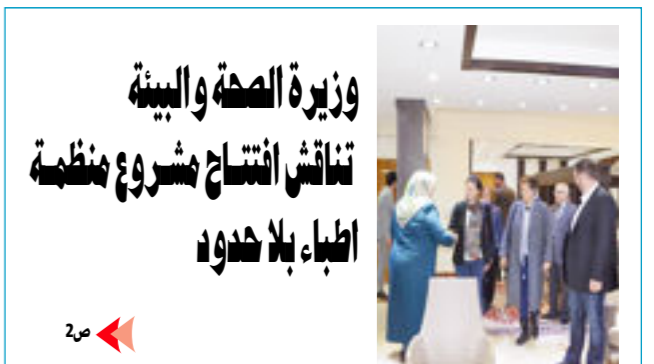 وزيرة الصحة والبيئة
تناقش افتتاح مشروع منظمة
اطباء بلا حدود
ص2